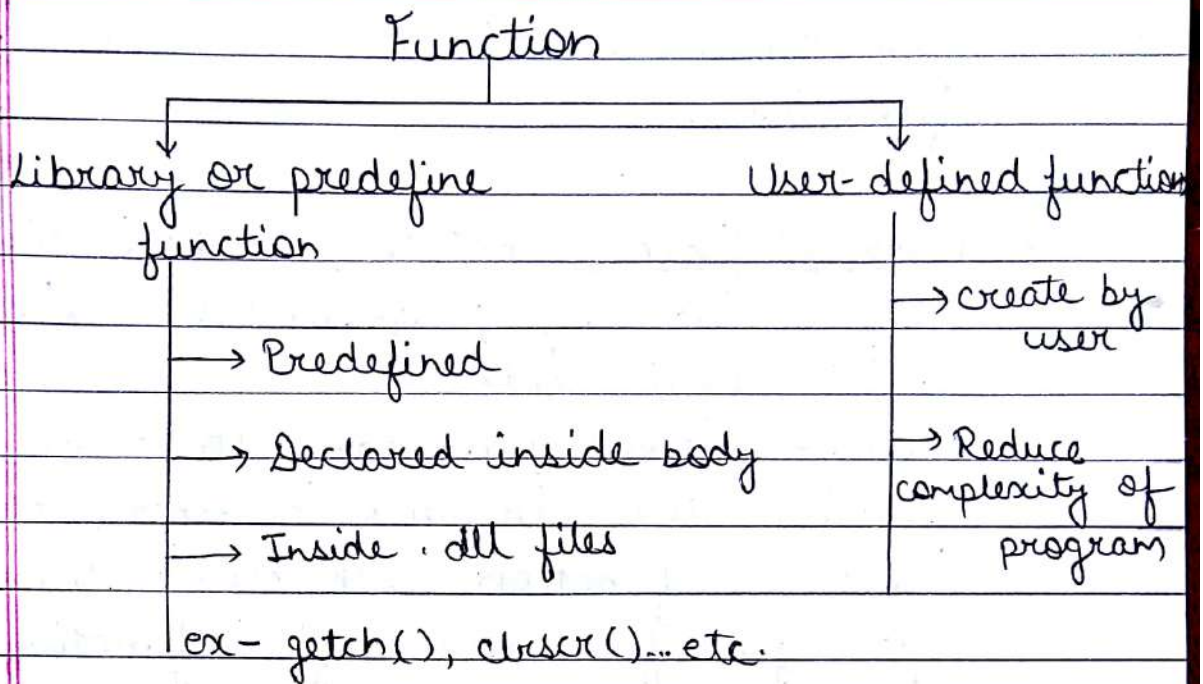 Function
Library or predefine
function
Predefined
Declared inside body
Inside .dll files
ex- getch(), clrscr()... etc.
User-defined function
create by
user
Reduce
complexity of
program